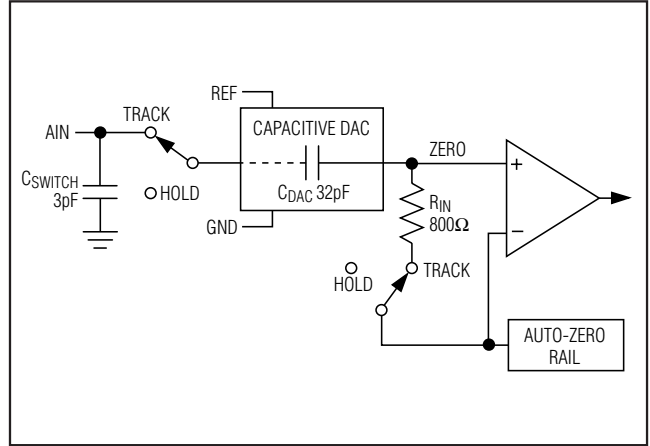 REF
TRACK
CAPACITIVE DAC
AIN
ZERO
+
CSWITCH
3pF
HOLD
CDAC 32pF
RIN
800Ω
−
GND
HOLD
TRACK
AUTO-ZERO
RAIL